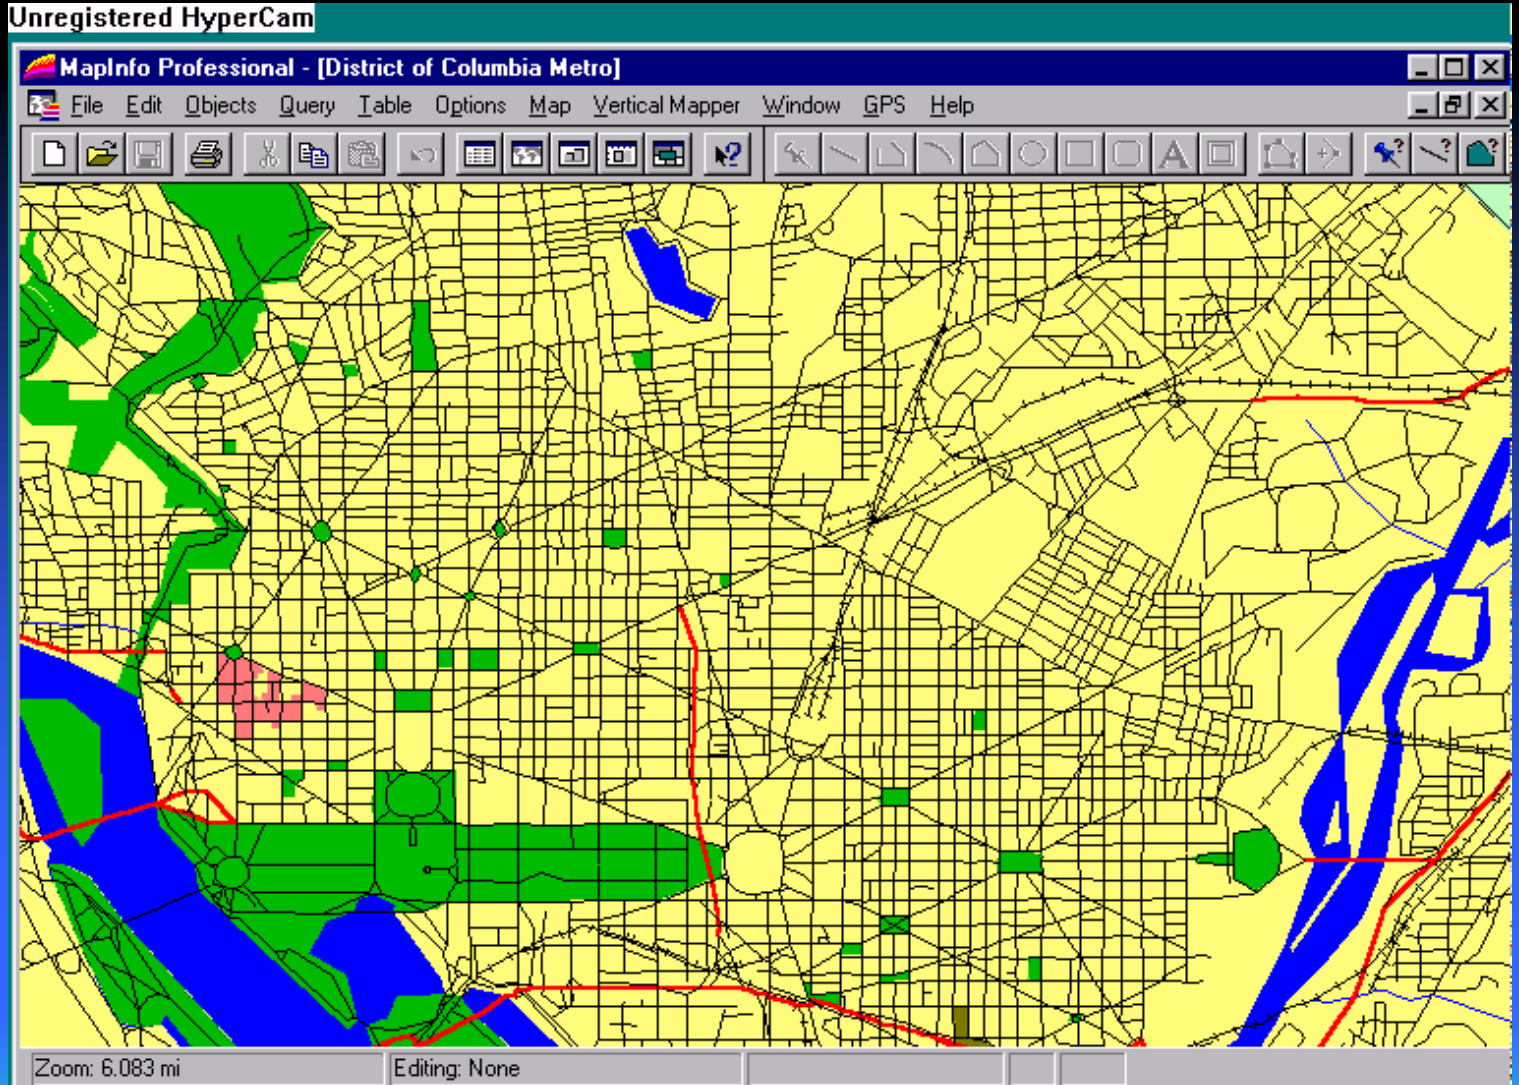 Unregistered HyperCam
MapInfo Professional - [District of Columbia Metro]
File Edit Objects Query Table Options Map Vertical Mapper Window GPS Help
Zoom: 6.083 mi Editing: None